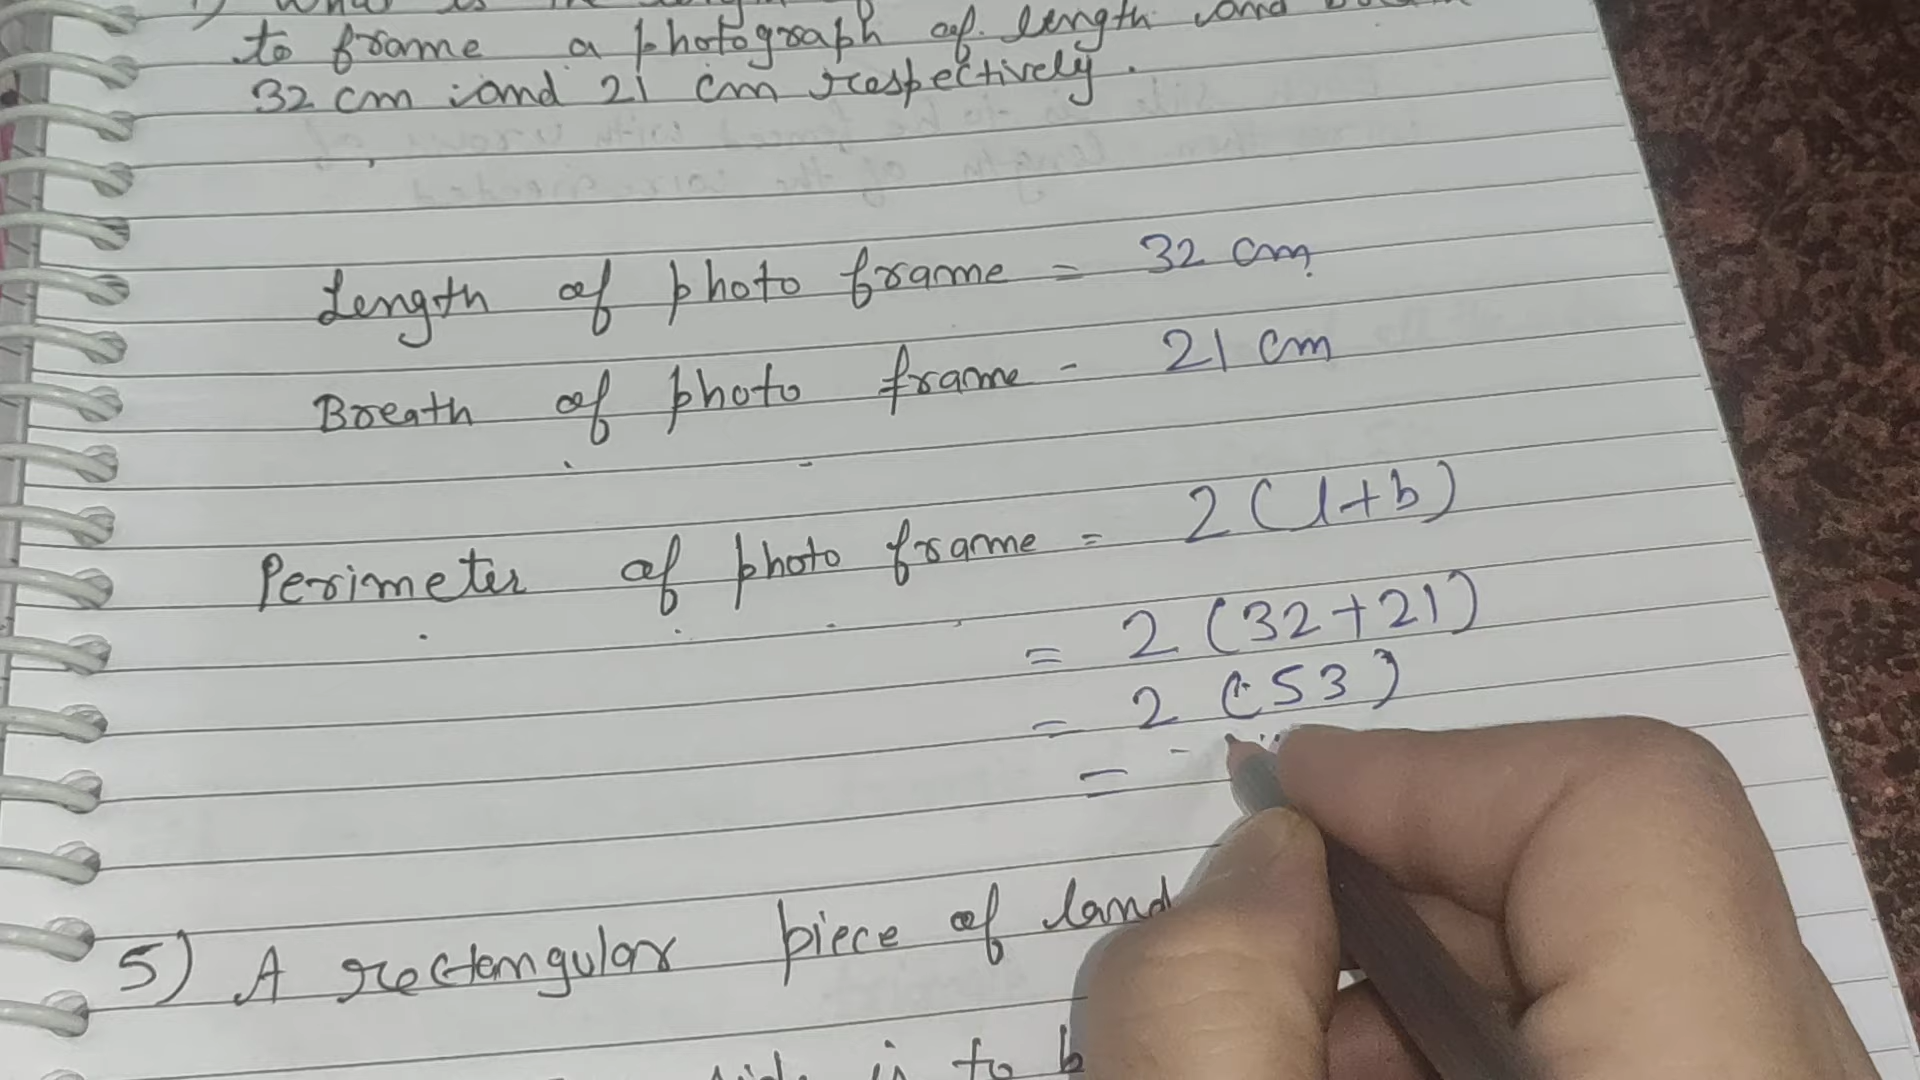 to frame a photograph of length and
32 cm and 21 cm respectively.
Length of photo frame = 32 cm
Breath of photo frame - 21 cm
Perimeter of photo frame = 2 (l+b)
= 2 (32+21)
= 2 (53)
=
5) A rectangular piece of land
side is to b